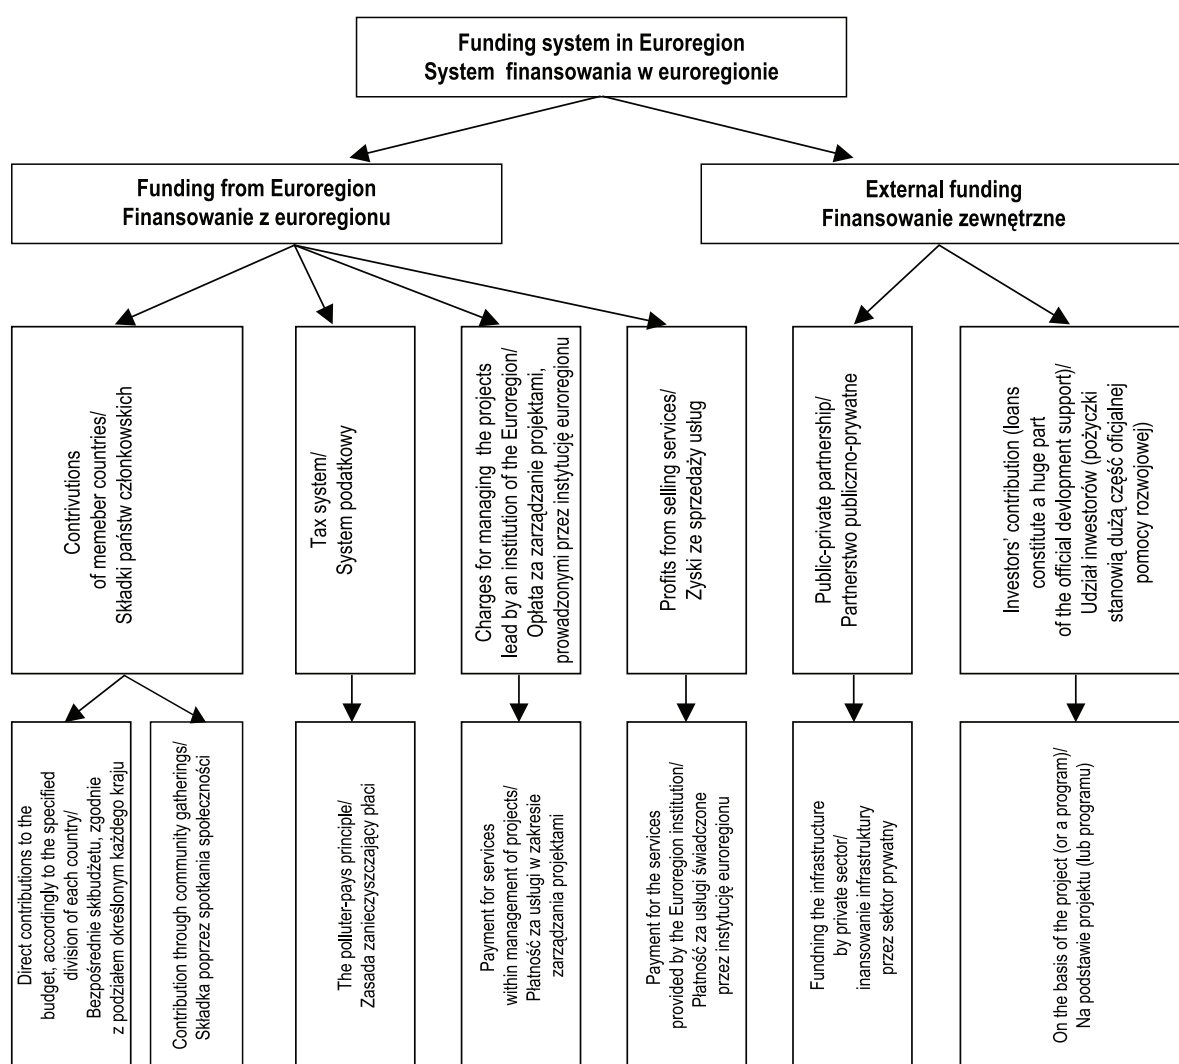 Funding system in Euroregion
System finansowania w euroregionie
Funding from Euroregion
Finansowanie z euroregionu
External funding
Finansowanie zewnętrzne
Contrivutions
of memeber countries/
Składki państw członkowskich
Tax system/
System podatkowy
Charges for managing the projects
lead by an institution of the Euroregion/
Opłata za zarządzanie projektami,
prowadzonymi przez instytucję euroregionu
Profits from selling services/
Zyski ze sprzedaży usług
Public-private partnership/
Partnerstwo publiczno-prywatne
Investors' contribution (loans
constitute a huge part
of the official devlopment support)/
Udział inwestorów (pożyczki
stanowią dużą część oficjalnej
pomocy rozwojowej)
Direct contributions to the
budget, accordingly to the specified
division of each country/
Bezpośrednie skłbudżetu, zgodnie
z podziałem określonym każdego kraju
Contribution through community gatherings/
Składka poprzez spotkania społeczności
The polluter-pays principle/
Zasada zanieczyszczający płaci
Payment for services
within management of projects/
Płatność za usługi w zakresie
zarządzania projektami
Payment for the services
provided by the Euroregion institution/
Płatność za usługi świadczone
przez instytucję euroregionu
Fundning the infrastructure
by private sector/
inansowanie infrastruktury
przez sektor prywatny
On the basis of the project (or a program)/
Na podstawie projektu (lub programu)